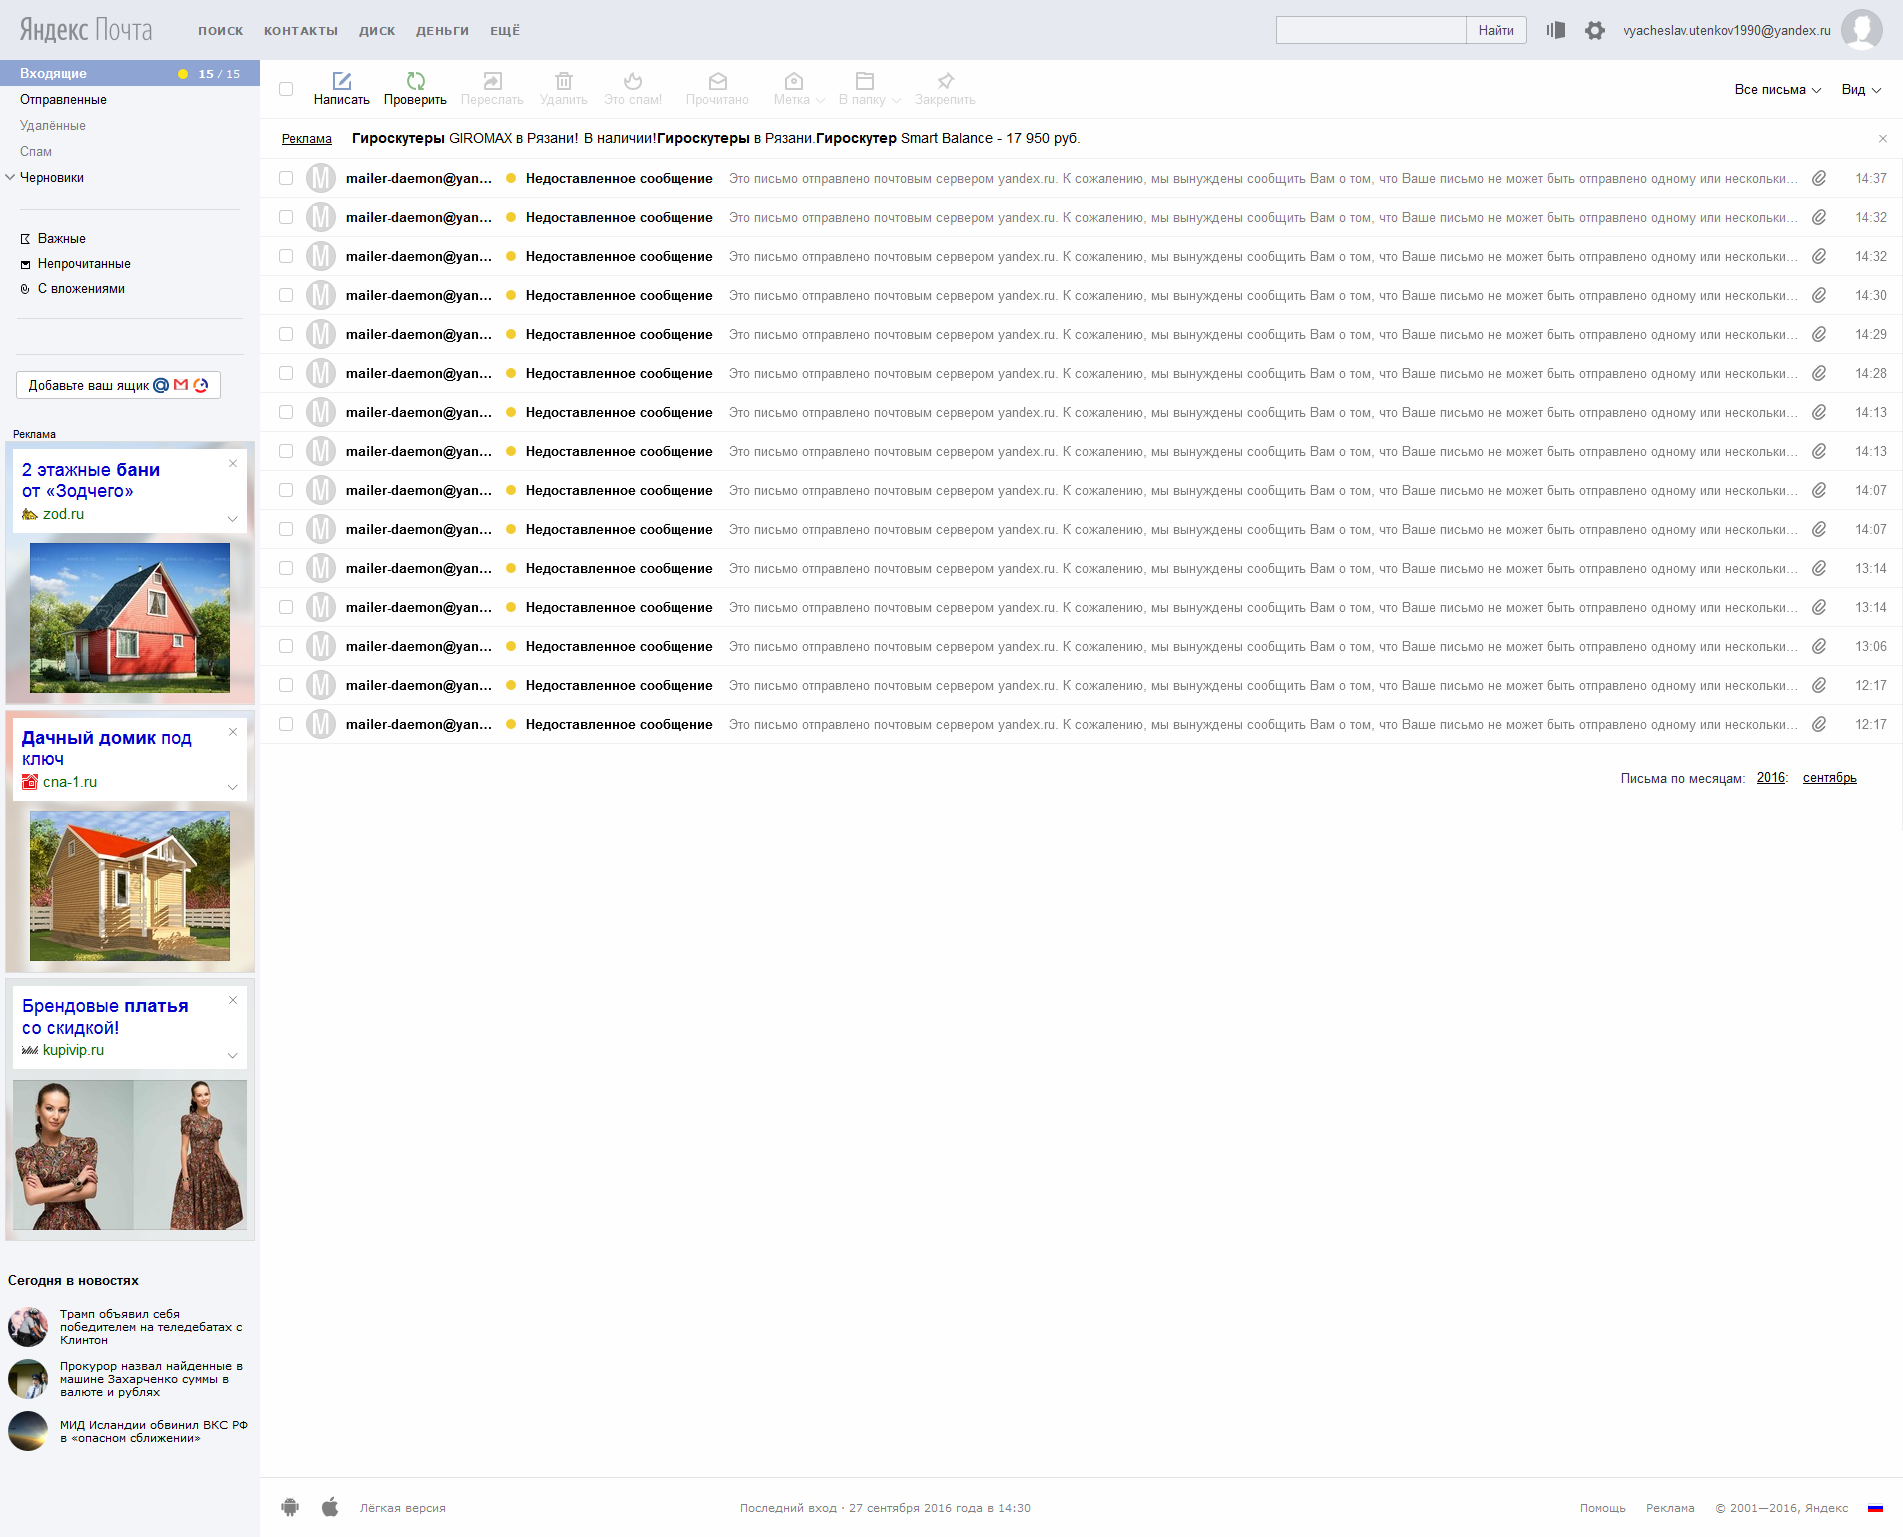 Яндекс Почта
ПОИСК КОНТАКТЫ ДИСК ДЕНЬГИ ЕЩЁ
Найти
vyacheslav.utenkov1990@yandex.ru
Входящие 15 / 15
Отправленные
Удалённые
Спам
Черновики
Важные
Непрочитанные
С вложениями
Добавьте ваш ящик
Реклама
2 этажные бани
от «Зодчего»
zod.ru
Дачный домик под
ключ
cna-1.ru
Брендовые платья
со скидкой!
kupivip.ru
Сегодня в новостях
Трамп объявил себя
победителем на теледебатах с
Клинтон
Прокурор назвал найденные в
машине Захарченко суммы в
валюте и рублях
МИД Исландии обвинил ВКС РФ
в «опасном сближении»
Написать Проверить Переслать Удалить Это спам! Прочитано Метка В папку Закрепить
Все письма Вид
Реклама Гироскутеры GIROMAX в Рязани! В наличии!Гироскутеры в Рязани.Гироскутер Smart Balance - 17 950 руб.
M mailer-daemon@yan... Недоставленное сообщение Это письмо отправлено почтовым сервером yandex.ru. К сожалению, мы вынуждены сообщить Вам о том, что Ваше письмо не может быть отправлено одному или нескольки... 14:37
M mailer-daemon@yan... Недоставленное сообщение Это письмо отправлено почтовым сервером yandex.ru. К сожалению, мы вынуждены сообщить Вам о том, что Ваше письмо не может быть отправлено одному или нескольки... 14:32
M mailer-daemon@yan... Недоставленное сообщение Это письмо отправлено почтовым сервером yandex.ru. К сожалению, мы вынуждены сообщить Вам о том, что Ваше письмо не может быть отправлено одному или нескольки... 14:32
M mailer-daemon@yan... Недоставленное сообщение Это письмо отправлено почтовым сервером yandex.ru. К сожалению, мы вынуждены сообщить Вам о том, что Ваше письмо не может быть отправлено одному или нескольки... 14:30
M mailer-daemon@yan... Недоставленное сообщение Это письмо отправлено почтовым сервером yandex.ru. К сожалению, мы вынуждены сообщить Вам о том, что Ваше письмо не может быть отправлено одному или нескольки... 14:29
M mailer-daemon@yan... Недоставленное сообщение Это письмо отправлено почтовым сервером yandex.ru. К сожалению, мы вынуждены сообщить Вам о том, что Ваше письмо не может быть отправлено одному или нескольки... 14:28
M mailer-daemon@yan... Недоставленное сообщение Это письмо отправлено почтовым сервером yandex.ru. К сожалению, мы вынуждены сообщить Вам о том, что Ваше письмо не может быть отправлено одному или нескольки... 14:13
M mailer-daemon@yan... Недоставленное сообщение Это письмо отправлено почтовым сервером yandex.ru. К сожалению, мы вынуждены сообщить Вам о том, что Ваше письмо не может быть отправлено одному или нескольки... 14:13
M mailer-daemon@yan... Недоставленное сообщение Это письмо отправлено почтовым сервером yandex.ru. К сожалению, мы вынуждены сообщить Вам о том, что Ваше письмо не может быть отправлено одному или нескольки... 14:07
M mailer-daemon@yan... Недоставленное сообщение Это письмо отправлено почтовым сервером yandex.ru. К сожалению, мы вынуждены сообщить Вам о том, что Ваше письмо не может быть отправлено одному или нескольки... 14:07
M mailer-daemon@yan... Недоставленное сообщение Это письмо отправлено почтовым сервером yandex.ru. К сожалению, мы вынуждены сообщить Вам о том, что Ваше письмо не может быть отправлено одному или нескольки... 13:14
M mailer-daemon@yan... Недоставленное сообщение Это письмо отправлено почтовым сервером yandex.ru. К сожалению, мы вынуждены сообщить Вам о том, что Ваше письмо не может быть отправлено одному или нескольки... 13:14
M mailer-daemon@yan... Недоставленное сообщение Это письмо отправлено почтовым сервером yandex.ru. К сожалению, мы вынуждены сообщить Вам о том, что Ваше письмо не может быть отправлено одному или нескольки... 13:06
M mailer-daemon@yan... Недоставленное сообщение Это письмо отправлено почтовым сервером yandex.ru. К сожалению, мы вынуждены сообщить Вам о том, что Ваше письмо не может быть отправлено одному или нескольки... 12:17
M mailer-daemon@yan... Недоставленное сообщение Это письмо отправлено почтовым сервером yandex.ru. К сожалению, мы вынуждены сообщить Вам о том, что Ваше письмо не может быть отправлено одному или нескольки... 12:17
Письма по месяцам: 2016: сентябрь
Лёгкая версия
Последний вход · 27 сентября 2016 года в 14:30
Помощь Реклама © 2001—2016, Яндекс